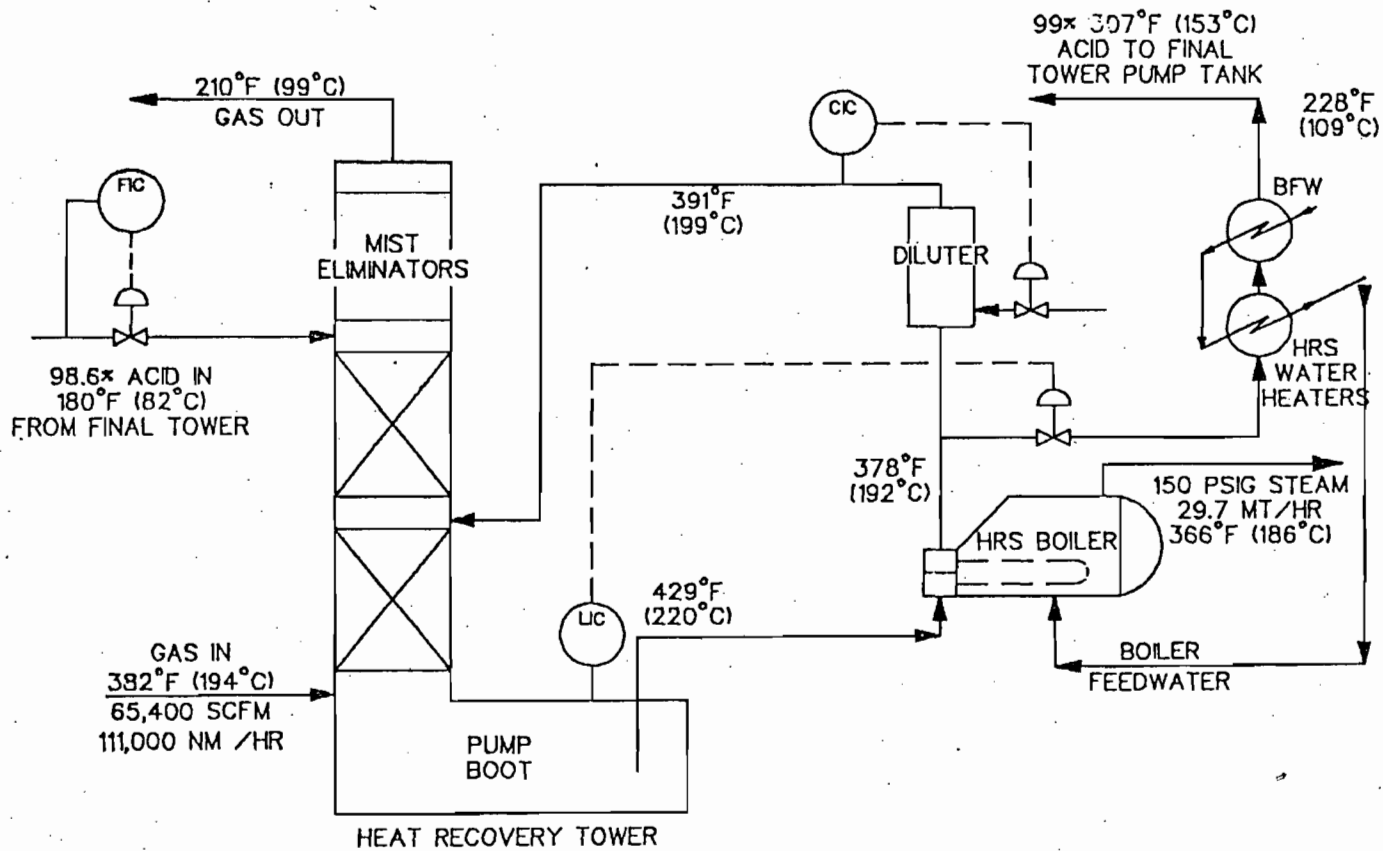 99% 307°F (153°C)
ACID TO FINAL
TOWER PUMP TANK
210°F (99°C)
GAS OUT
228°F
(109°C)
CIC
FIC
391°F
(199°C)
BFW
MIST
ELIMINATORS
DILUTER
98.6% ACID IN
180°F (82°C)
FROM FINAL TOWER
HRS
WATER
HEATERS
378°F
(192°C)
150 PSIG STEAM
29.7 MT/HR
366°F (186°C)
HRS BOILER
429°F
(220°C)
LIC
GAS IN
382°F (194°C)
65,400 SCFM
111,000 NM /HR
BOILER
FEEDWATER
PUMP
BOOT
HEAT RECOVERY TOWER